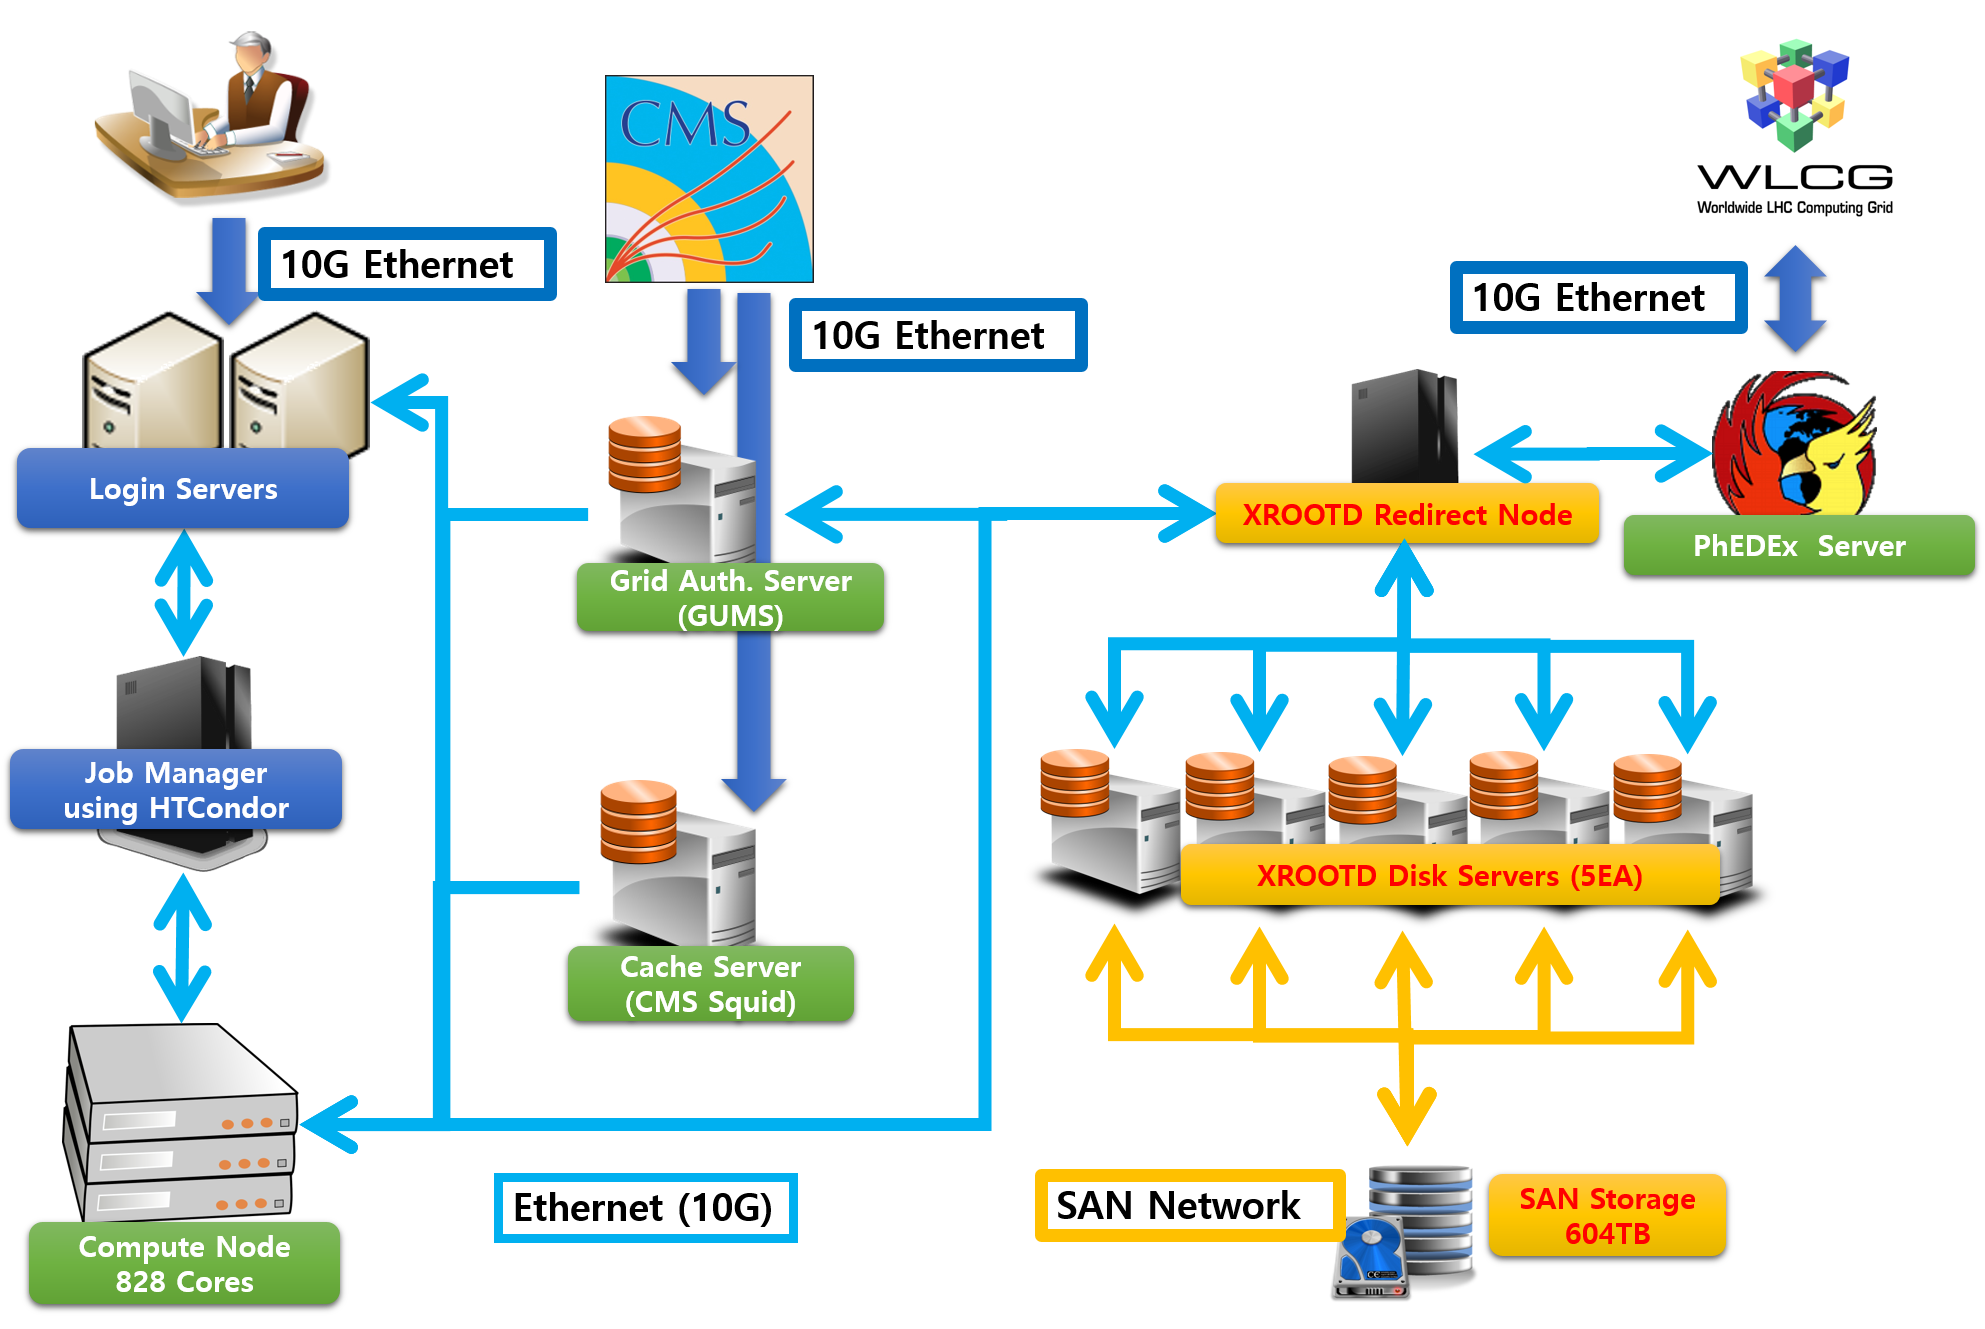 CMS
WLCG
Worldwide LHC Computing Grid
10G Ethernet
10G Ethernet
10G Ethernet
Login Servers
XROOTD Redirect Node
PhEDEx Server
Grid Auth. Server
(GUMS)
Job Manager
using HTCondor
XROOTD Disk Servers (5EA)
Cache Server
(CMS Squid)
Ethernet (10G)
SAN Network
SAN Storage
604TB
Compute Node
828 Cores